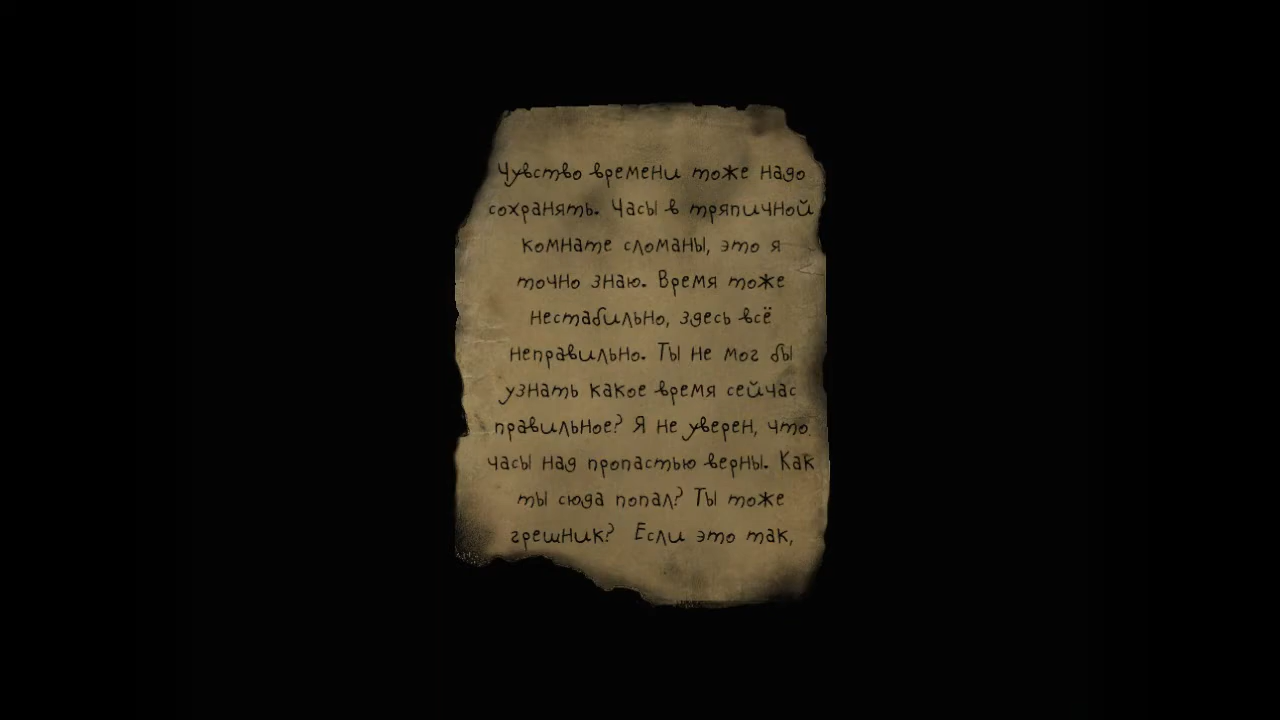 Чувство времени тоже надо
сохранять. Часы в тряпичной
комнате сломаны, это я
точно знаю. Время тоже
нестабильно, здесь всё
неправильно. Ты не мог бы
узнать какое время сейчас
правильное? Я не уверен, что
часы над пропастью верны. Как
ты сюда попал? Ты тоже
грешник? Если это так,